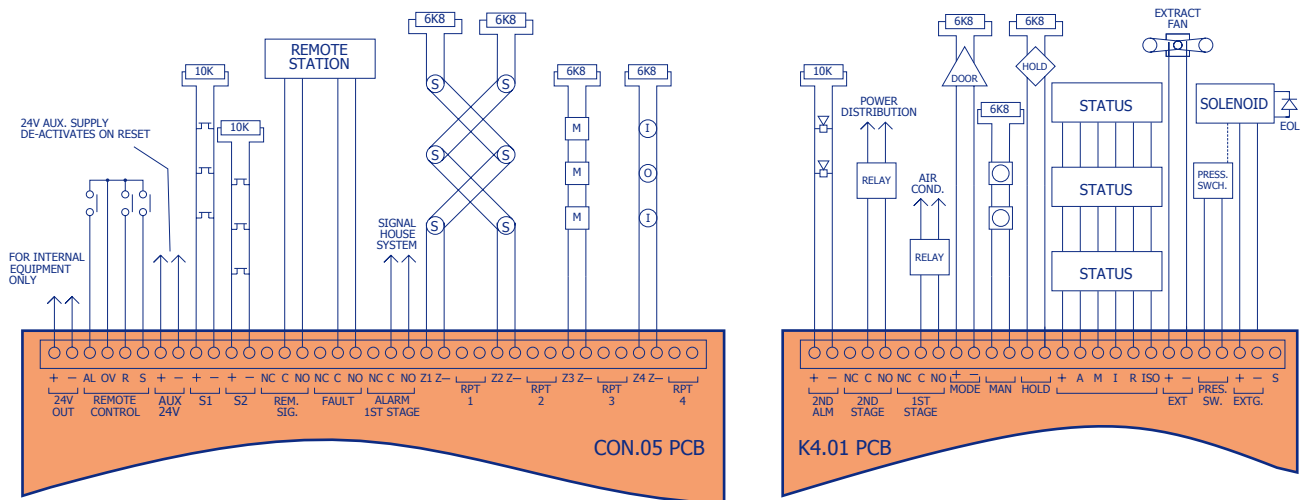 6K8
6K8
REMOTE
STATION
10K
6K8
6K8
24V AUX. SUPPLY
DE-ACTIVATES ON RESET
10K
S
S
S
S
S
S
M
M
M
I
O
I
SIGNAL
HOUSE
SYSTEM
FOR INTERNAL
EQUIPMENT
ONLY
+ − AL OV R S + − + − + − NC C NO NC C NO NC C NO Z1 Z− Z2 Z− Z3 Z− Z4 Z−
24V
OUT
REMOTE
CONTROL
AUX
24V
S1
S2
REM.
SIG.
FAULT
ALARM
1ST STAGE
RPT
1
RPT
2
RPT
3
RPT
4
CON.05 PCB
6K8
6K8
EXTRACT
FAN
10K
DOOR
HOLD
POWER
DISTRIBUTION
6K8
STATUS
SOLENOID
EOL
RELAY
AIR
COND.
STATUS
PRESS.
SWCH.
RELAY
STATUS
+ − NC C NO NC C NO + − + A M I R ISO + − + − S
2ND
ALM
2ND
STAGE
1ST
STAGE
MODE
MAN
HOLD
EXT
PRES.
SW.
EXTG.
K4.01 PCB